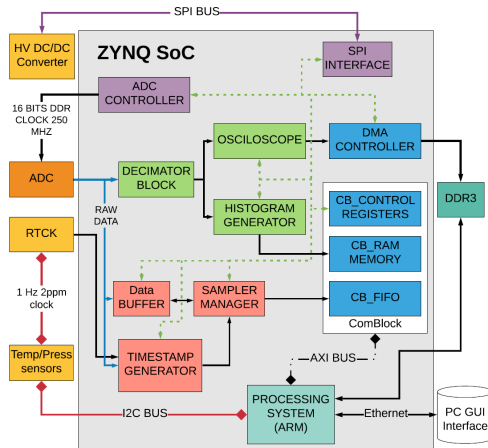 SPI BUS
HV DC/DC
Converter
ZYNQ SoC
SPI
INTERFACE
ADC
CONTROLLER
16 BITS DDR
CLOCK 250
MHZ
OSCILOSCOPE
DMA
CONTROLLER
ADC
DECIMATOR
BLOCK
DDR3
RAW
DATA
HISTOGRAM
GENERATOR
CB_CONTROL
REGISTERS
RTCK
CB_RAM
MEMORY
1 Hz 2ppm
clock
Data
BUFFER
SAMPLER
MANAGER
CB_FIFO
ComBlock
Temp/Press
sensors
TIMESTAMP
GENERATOR
AXI BUS
I2C BUS
PROCESSING
SYSTEM
(ARM)
Ethernet
PC GUI
Interface